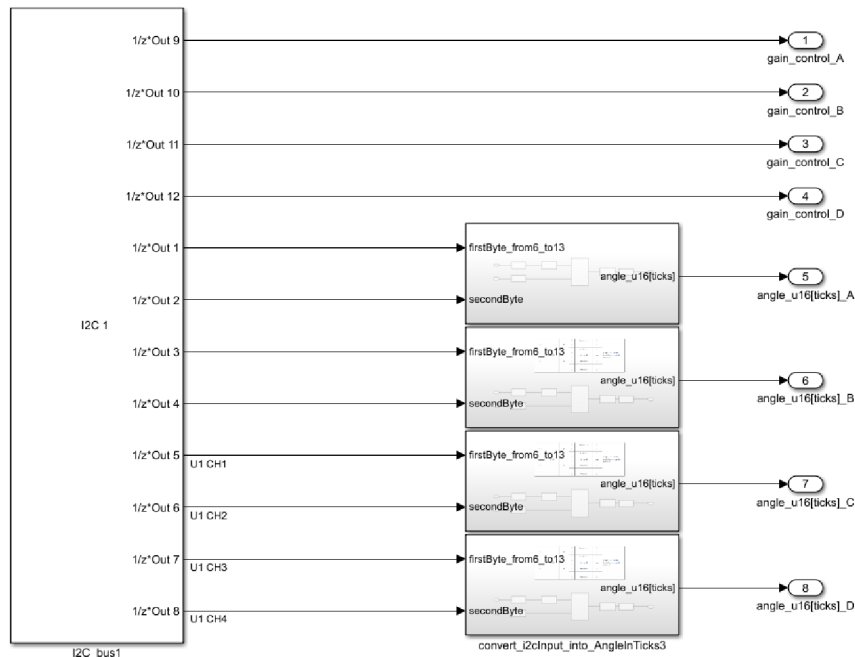 1/z*Out 9
1
gain_control_A
1/z*Out 10
2
gain_control_B
1/z*Out 11
3
gain_control_C
1/z*Out 12
4
gain_control_D
1/z*Out 1
firstByte_from6_to13
angle_u16[ticks]
5
angle_u16[ticks]_A
1/z*Out 2
secondByte
I2C 1
1/z*Out 3
firstByte_from6_to13
angle_u16[ticks]
6
angle_u16[ticks]_B
1/z*Out 4
secondByte
1/z*Out 5
U1 CH1
firstByte_from6_to13
angle_u16[ticks]
7
angle_u16[ticks]_C
1/z*Out 6
U1 CH2
secondByte
1/z*Out 7
U1 CH3
firstByte_from6_to13
angle_u16[ticks]
8
angle_u16[ticks]_D
1/z*Out 8
U1 CH4
secondByte
convert_i2cInput_into_AngleInTicks3
I2C_bus1